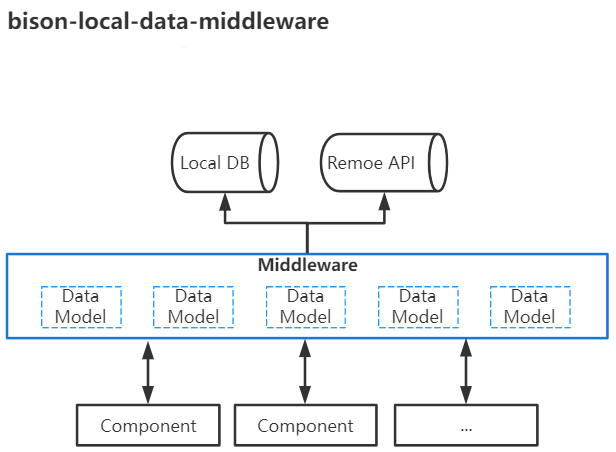 bison-local-data-middleware
Local DB
Remoe API
Middleware
Data
Model
Data
Model
Data
Model
Data
Model
Data
Model
Component
Component
...